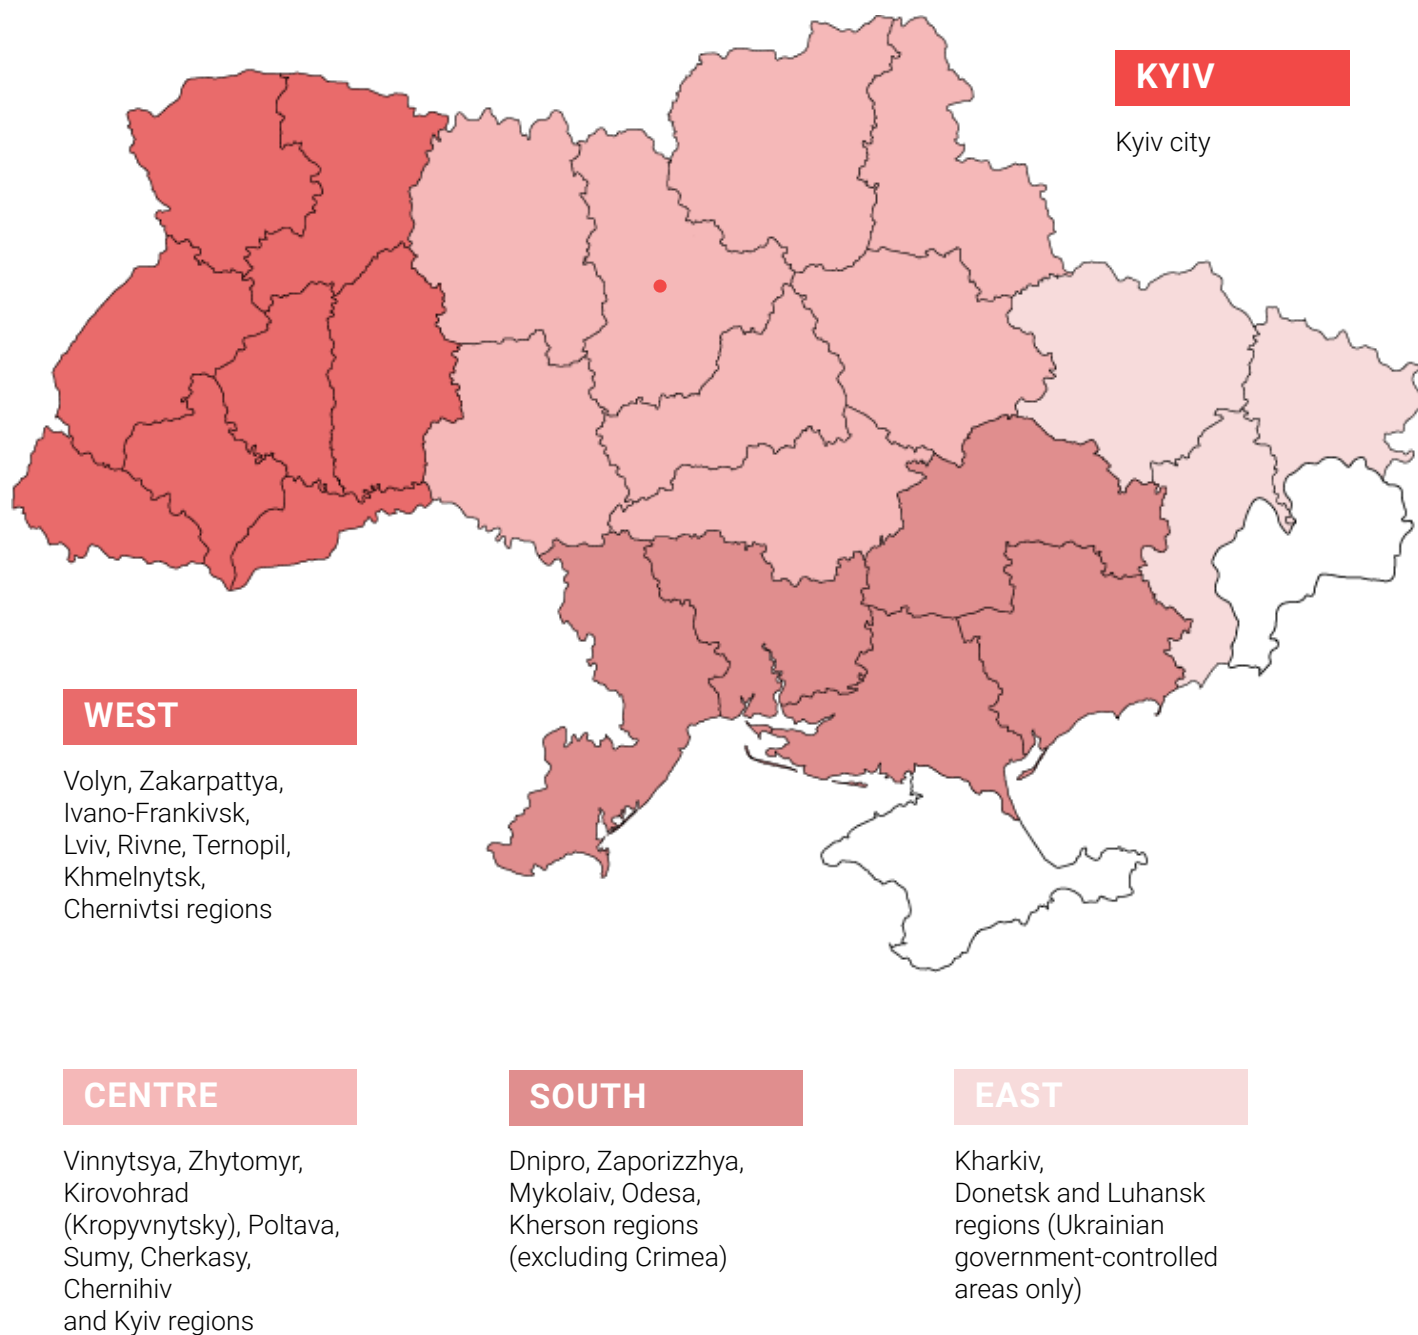 KYIV
Kyiv city
WEST
Volyn, Zakarpattya,
Ivano-Frankivsk,
Lviv, Rivne, Ternopil,
Khmelnytsk,
Chernivtsi regions
CENTRE
Vinnytsya, Zhytomyr,
Kirovohrad
(Kropyvnytsky), Poltava,
Sumy, Cherkasy,
Chernihiv
and Kyiv regions
SOUTH
Dnipro, Zaporizzhya,
Mykolaiv, Odesa,
Kherson regions
(excluding Crimea)
EAST
Kharkiv,
Donetsk and Luhansk
regions (Ukrainian
government-controlled
areas only)